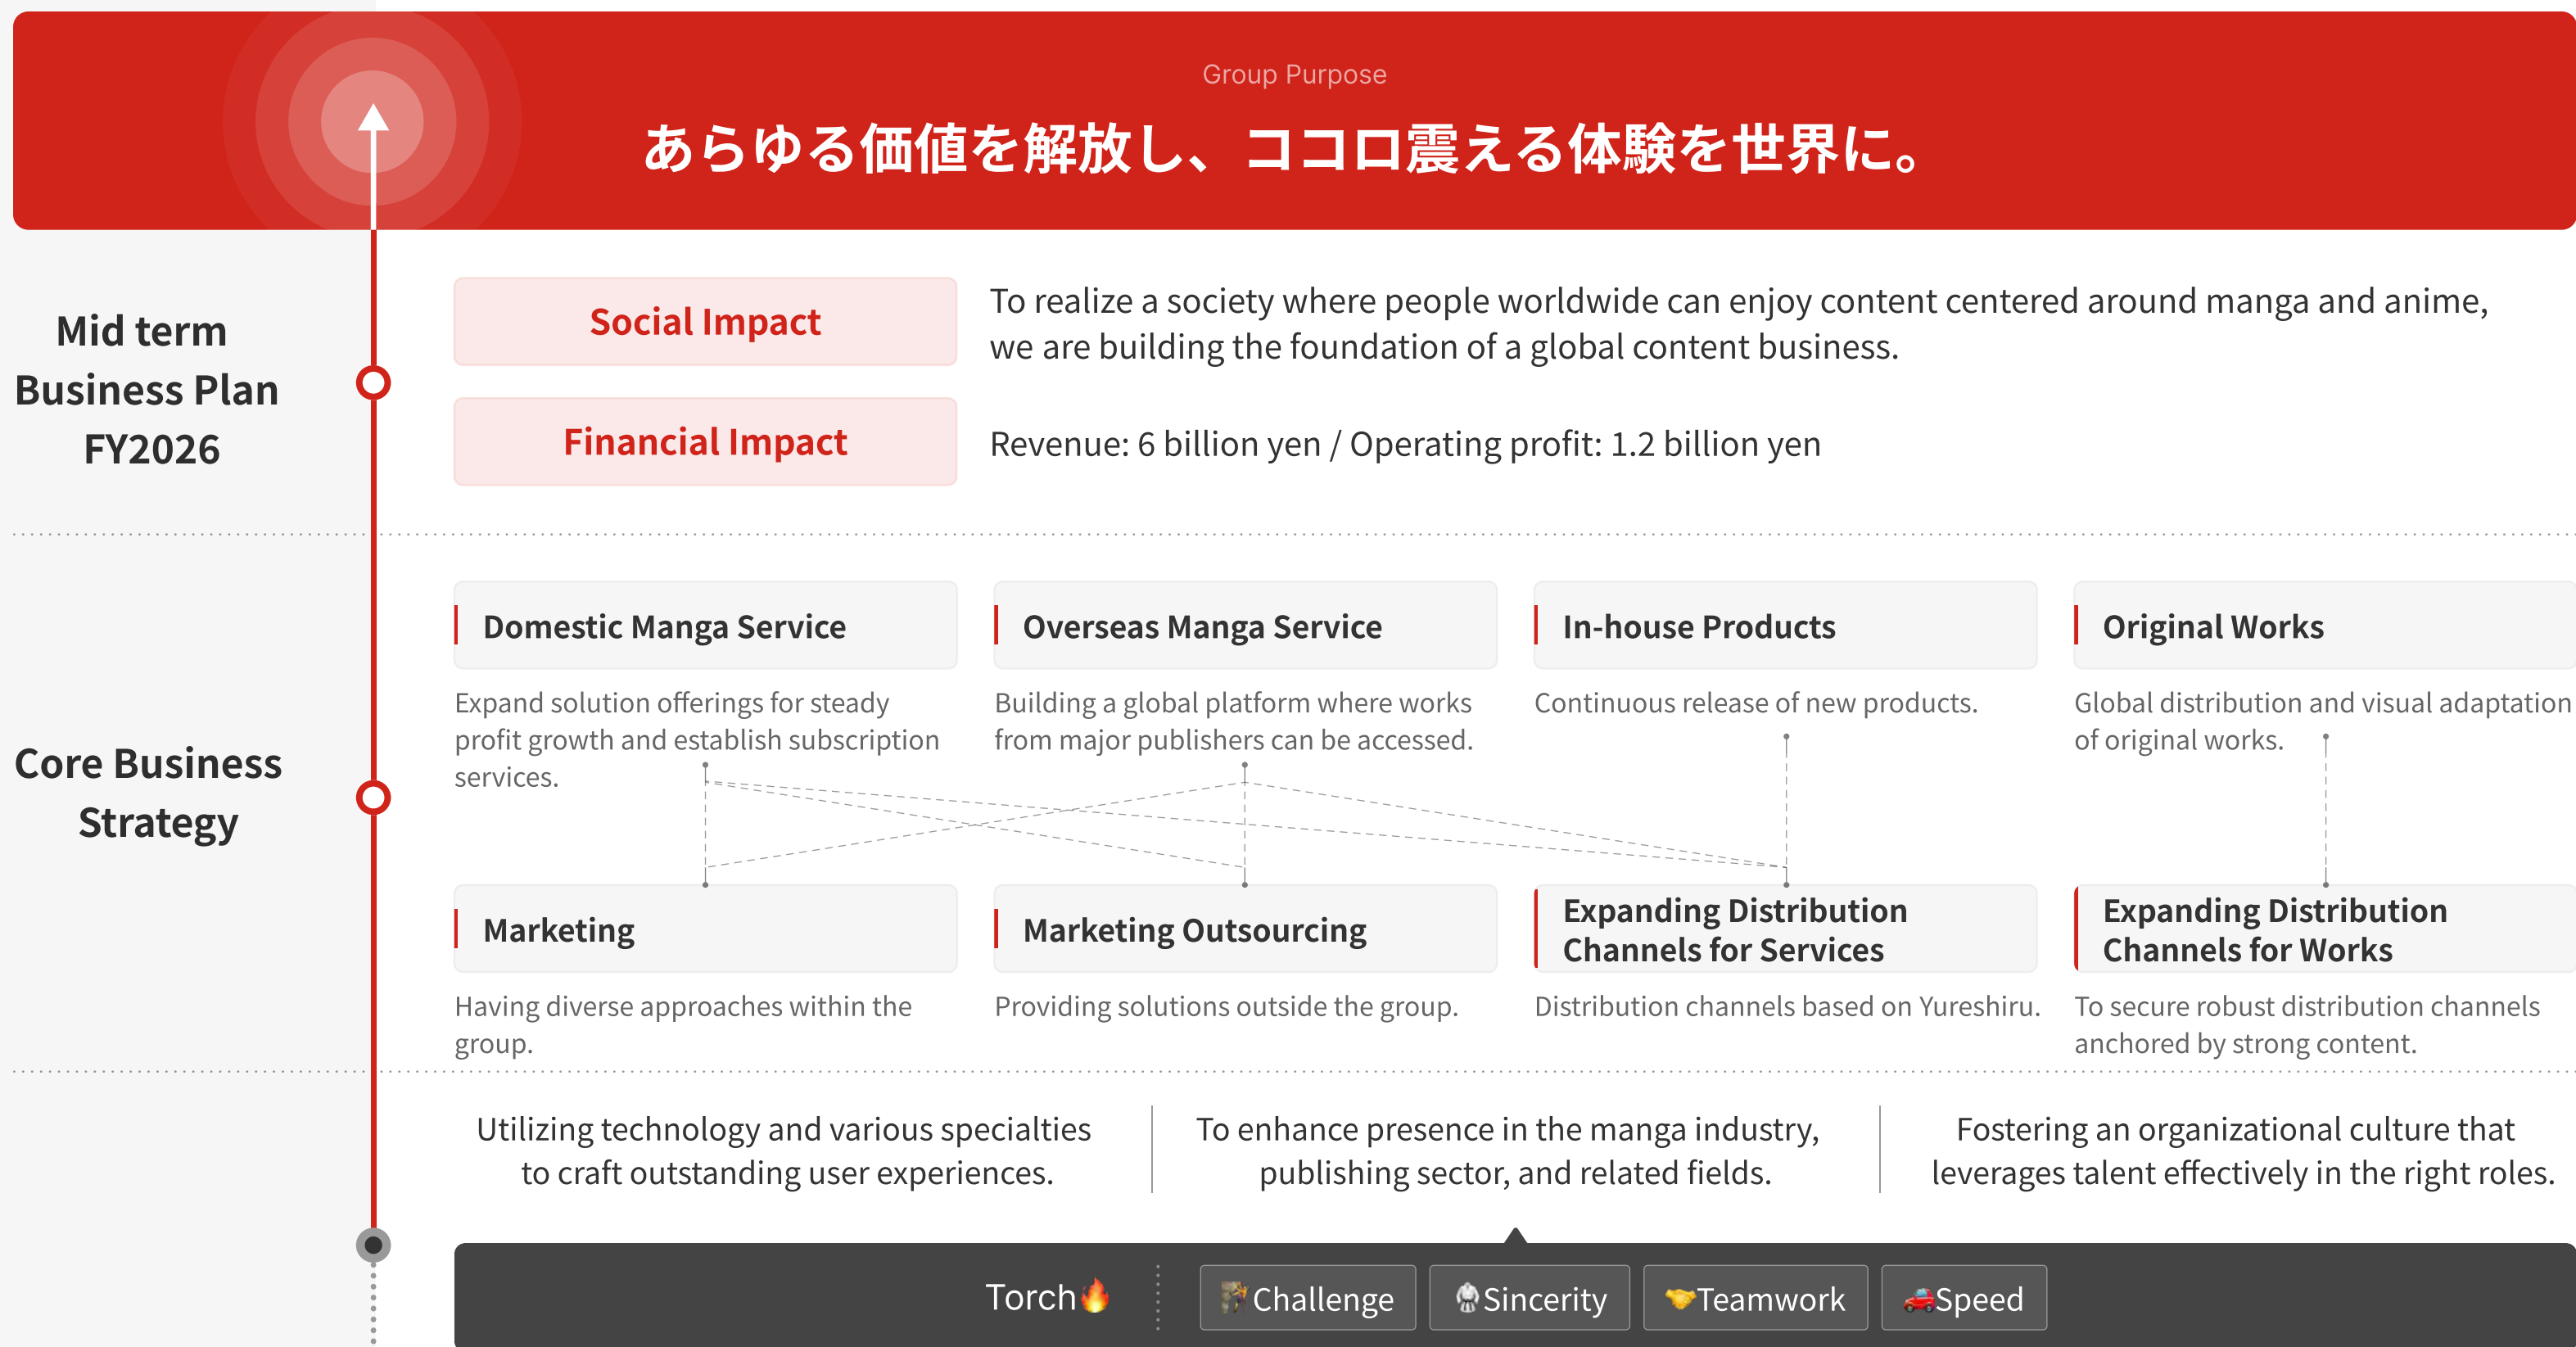 Group Purpose
あらゆる価値を解放し、ココロ震える体験を世界に。
Mid term
Business Plan
FY2026
Social Impact
To realize a society where people worldwide can enjoy content centered around manga and anime,
we are building the foundation of a global content business.
Financial Impact
Revenue: 6 billion yen / Operating profit: 1.2 billion yen
Core Business
Strategy
Domestic Manga Service
Expand solution offerings for steady
profit growth and establish subscription
services.
Overseas Manga Service
Building a global platform where works
from major publishers can be accessed.
In-house Products
Continuous release of new products.
Original Works
Global distribution and visual adaptation
of original works.
Marketing
Having diverse approaches within the
group.
Marketing Outsourcing
Providing solutions outside the group.
Expanding Distribution
Channels for Services
Distribution channels based on Yureshiru.
Expanding Distribution
Channels for Works
To secure robust distribution channels
anchored by strong content.
Utilizing technology and various specialties
to craft outstanding user experiences.
To enhance presence in the manga industry,
publishing sector, and related fields.
Fostering an organizational culture that
leverages talent effectively in the right roles.
Torch🔥
Challenge
Sincerity
🤝Teamwork
🚗Speed